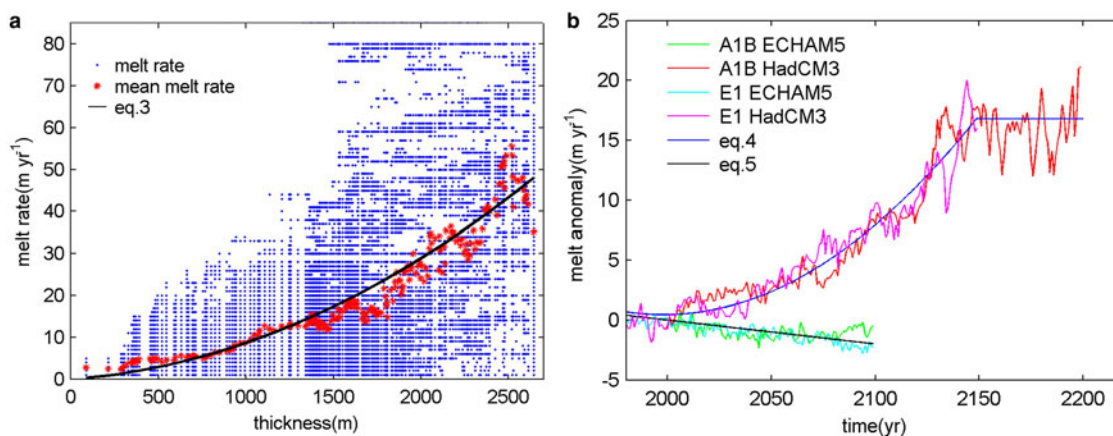 a
melt rate(m yr⁻¹)
80
70
60
50
40
30
20
10
0
melt rate
mean melt rate
eq.3
0 500 1000 1500 2000 2500
thickness(m)
b
melt anomaly(m yr⁻¹)
25
20
15
10
5
0
-5
A1B ECHAM5
A1B HadCM3
E1 ECHAM5
E1 HadCM3
eq.4
eq.5
2000 2050 2100 2150 2200
time(yr)